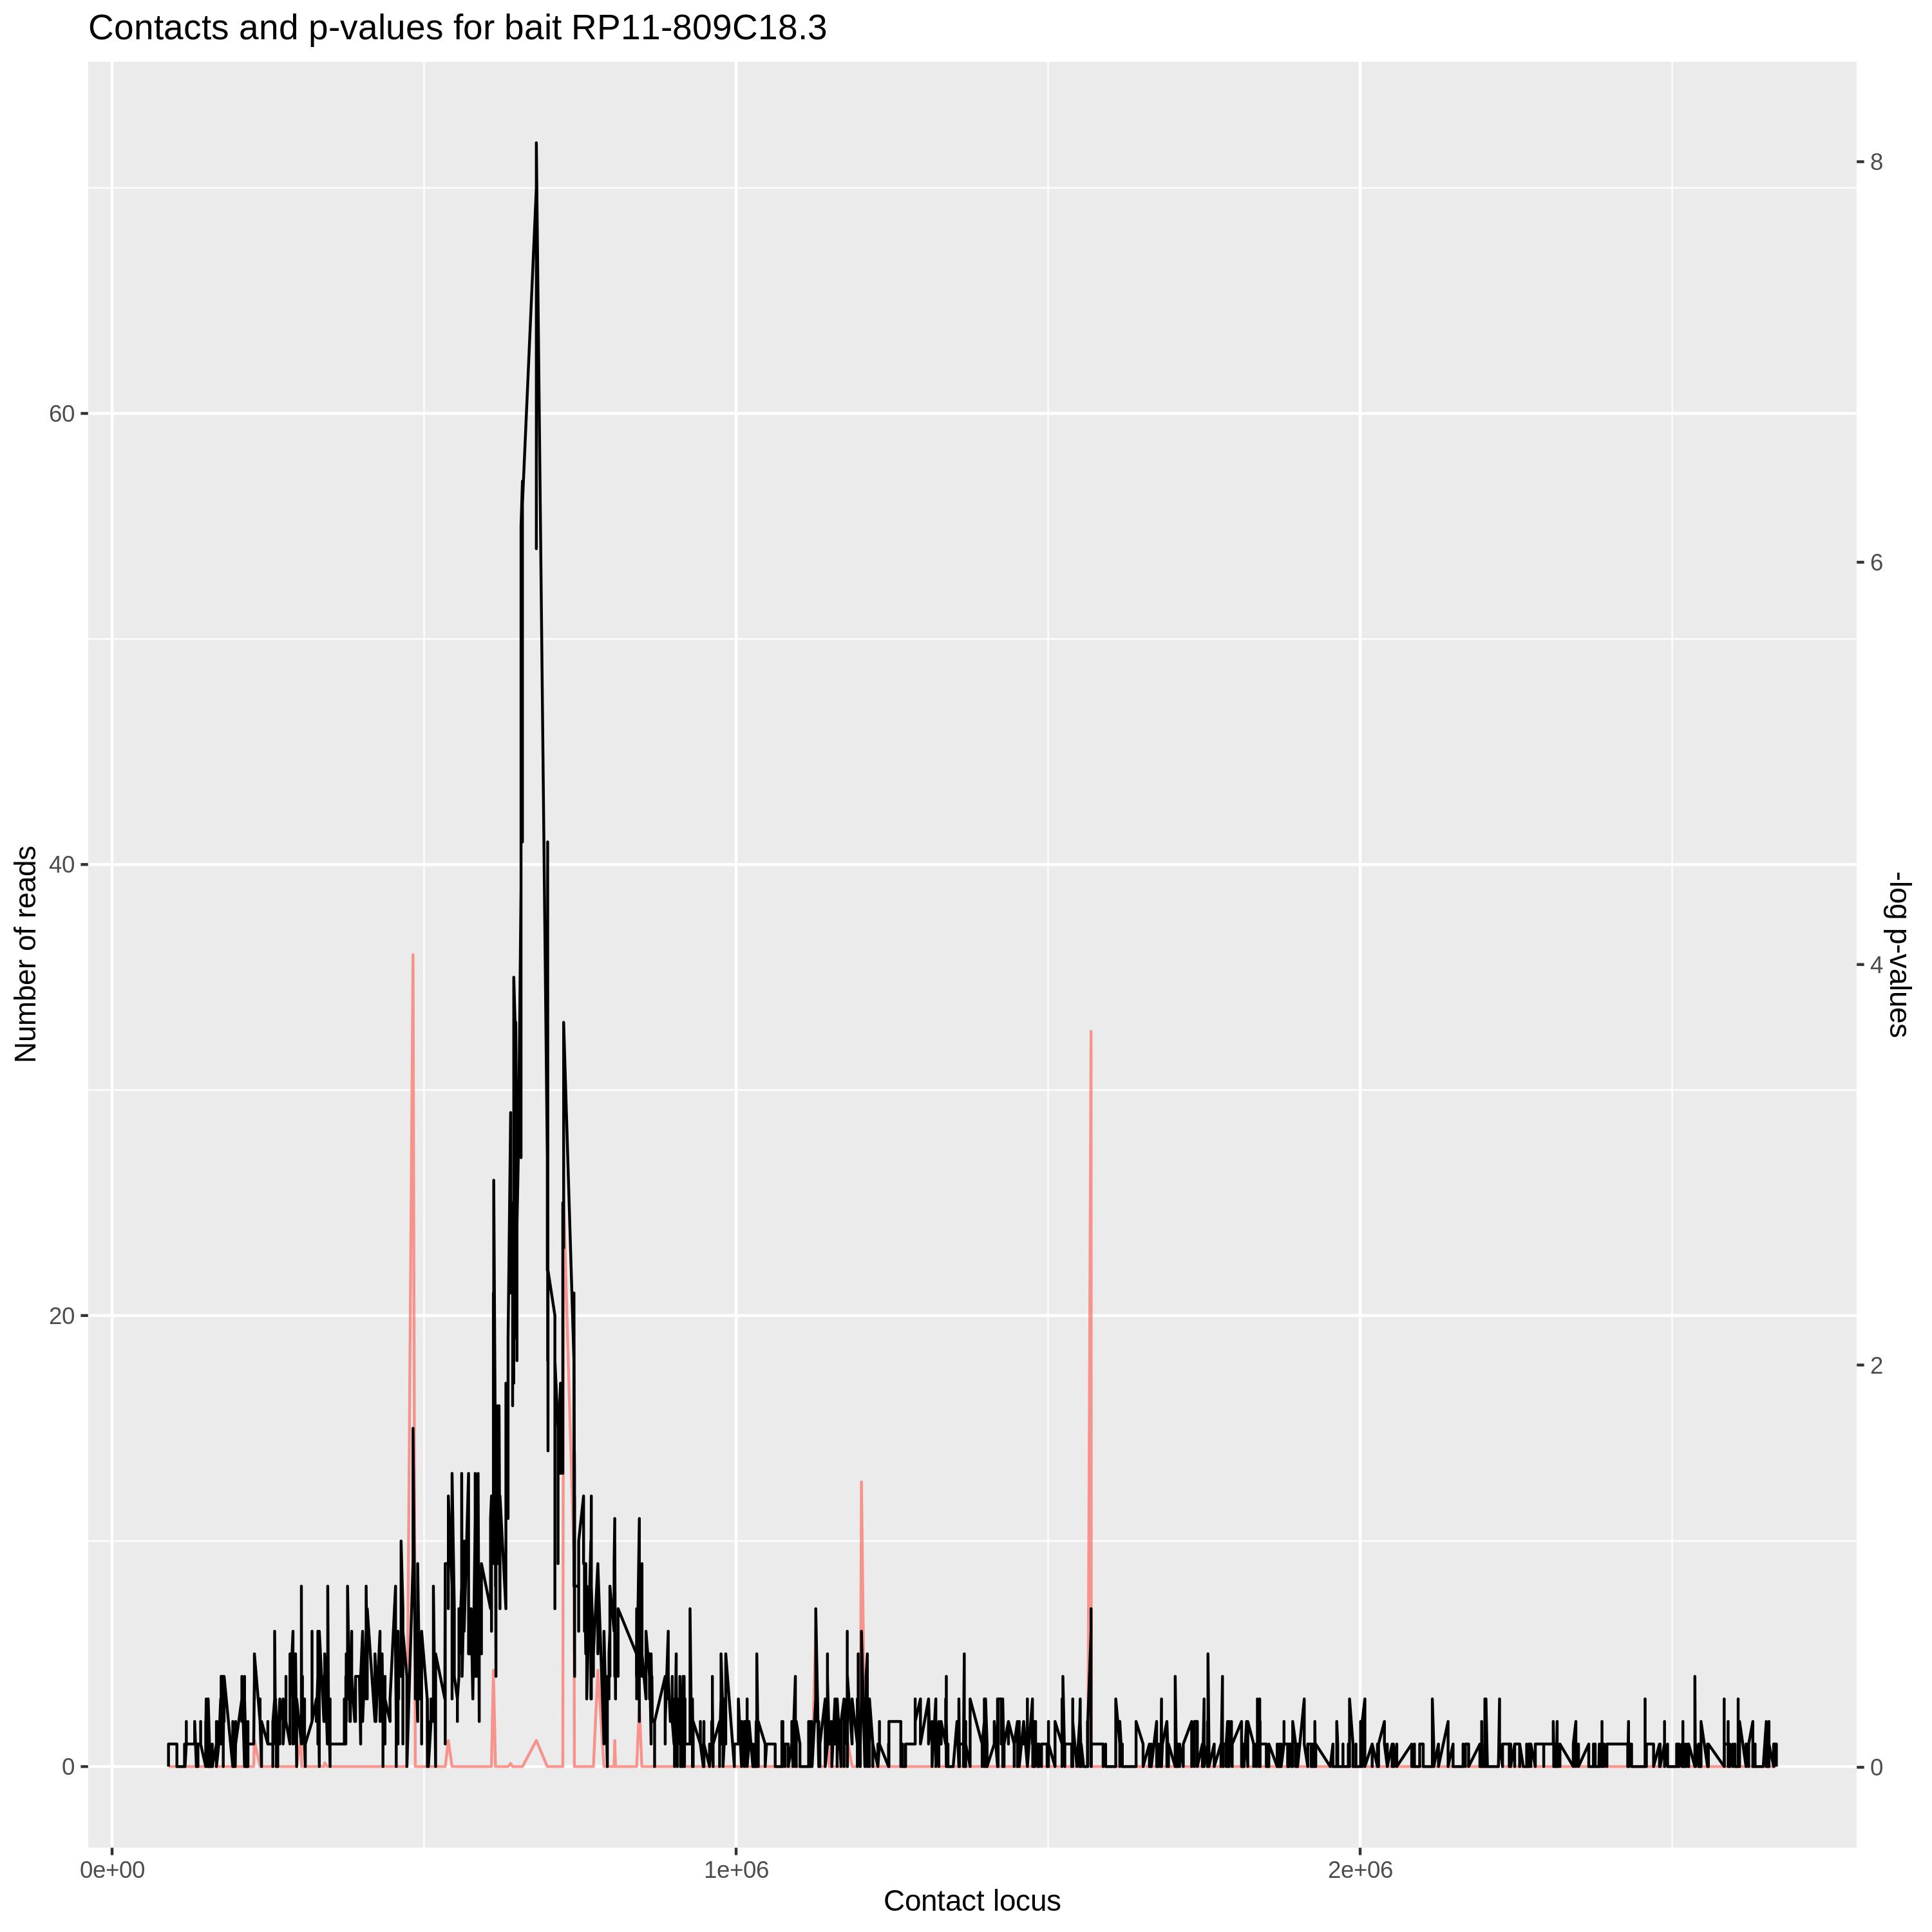 Contacts and p-values for bait RP11-809C18.3
Number of reads
60
40
20
0
8
6
4
2
0
-log p-values
0e+00
1e+06
2e+06
Contact locus